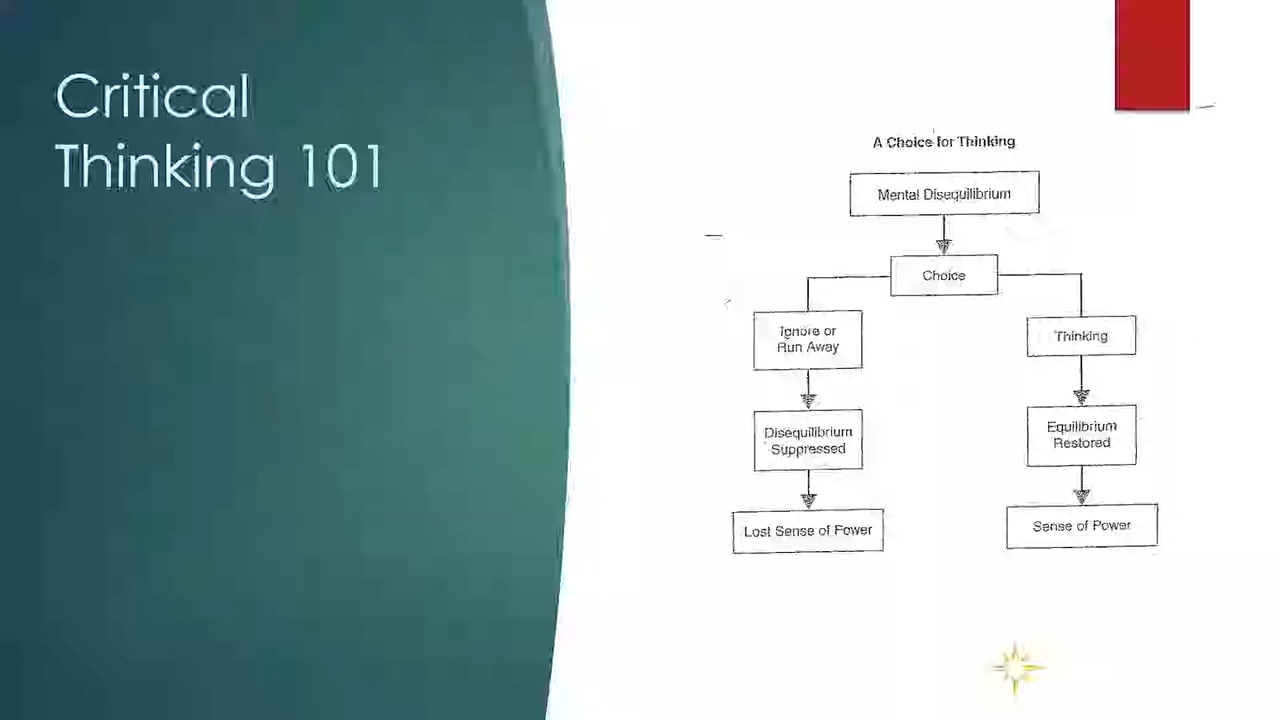 Critical
Thinking 101
A Choice for Thinking
Mental Disequilibrium
Choice
Ignore or
Run Away
Thinking
Disequilibrium
Suppressed
Equilibrium
Restored
Lost Sense of Power
Sense of Power